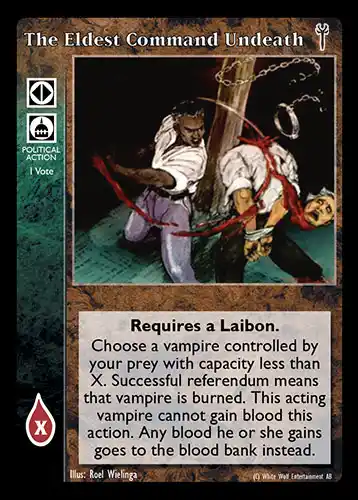 The Eldest Command Undeath
POLITICAL
ACTION
1 Vote
Requires a Laibon.
Choose a vampire controlled by
your prey with capacity less than
X. Successful referendum means
that vampire is burned. This acting
vampire cannot gain blood this
action. Any blood he or she gains
goes to the blood bank instead.
X
Illus: Roel Wielinga
(C) White Wolf Entertainment AB